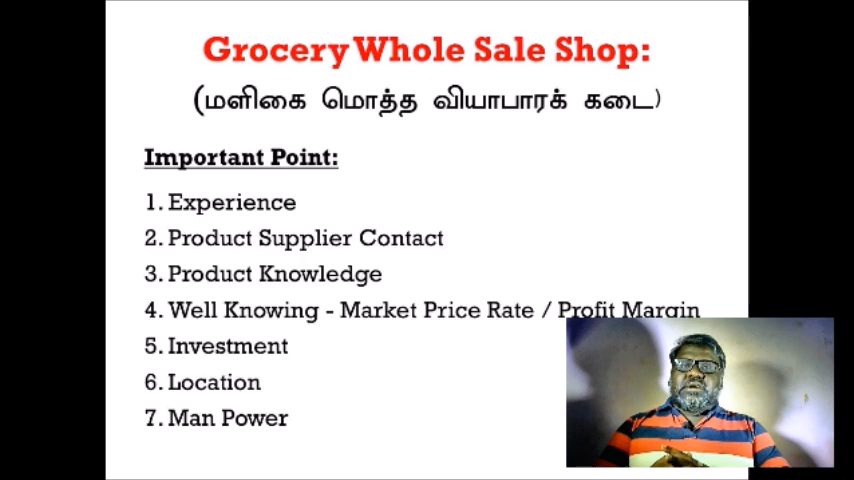 Grocery Whole Sale Shop:
(மளிகை மொத்த வியாபாரக் கடை)
Important Point:
1. Experience
2. Product Supplier Contact
3. Product Knowledge
4. Well Knowing - Market Price Rate / Profit Margin
5. Investment
6. Location
7. Man Power